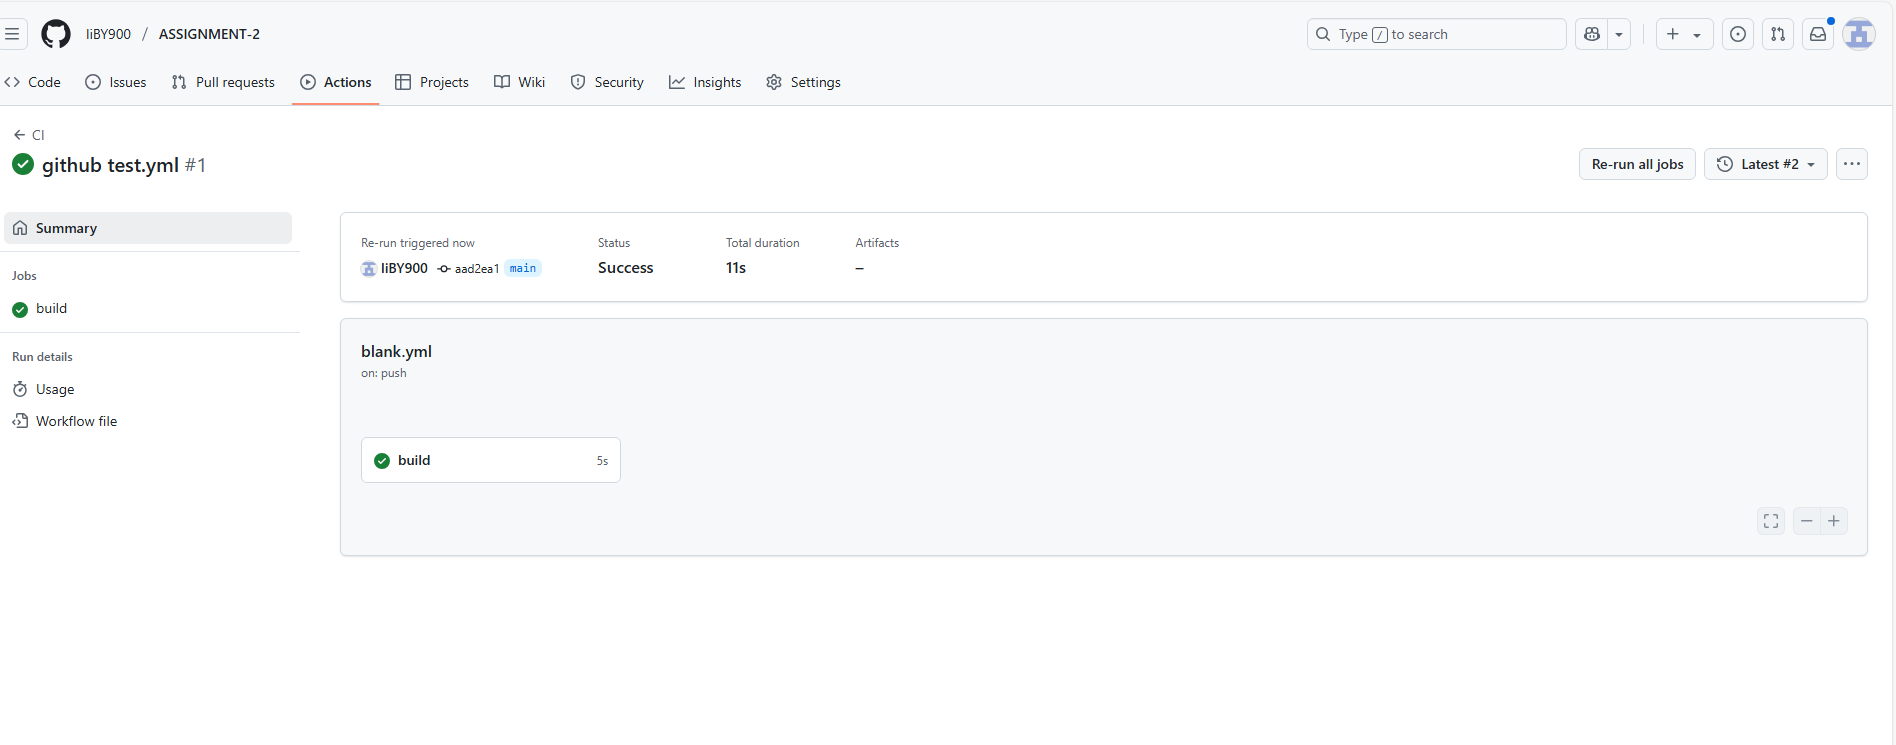 liBY900 / ASSIGNMENT-2
Type / to search
Code Issues Pull requests Actions Projects Wiki Security Insights Settings
CI
github test.yml #1
Re-run all jobs Latest #2
Summary
Jobs
build
Run details
Usage
Workflow file
Re-run triggered now Status Total duration Artifacts
liBY900 aad2ea1 main Success 11s –
blank.yml
on: push
build 5s